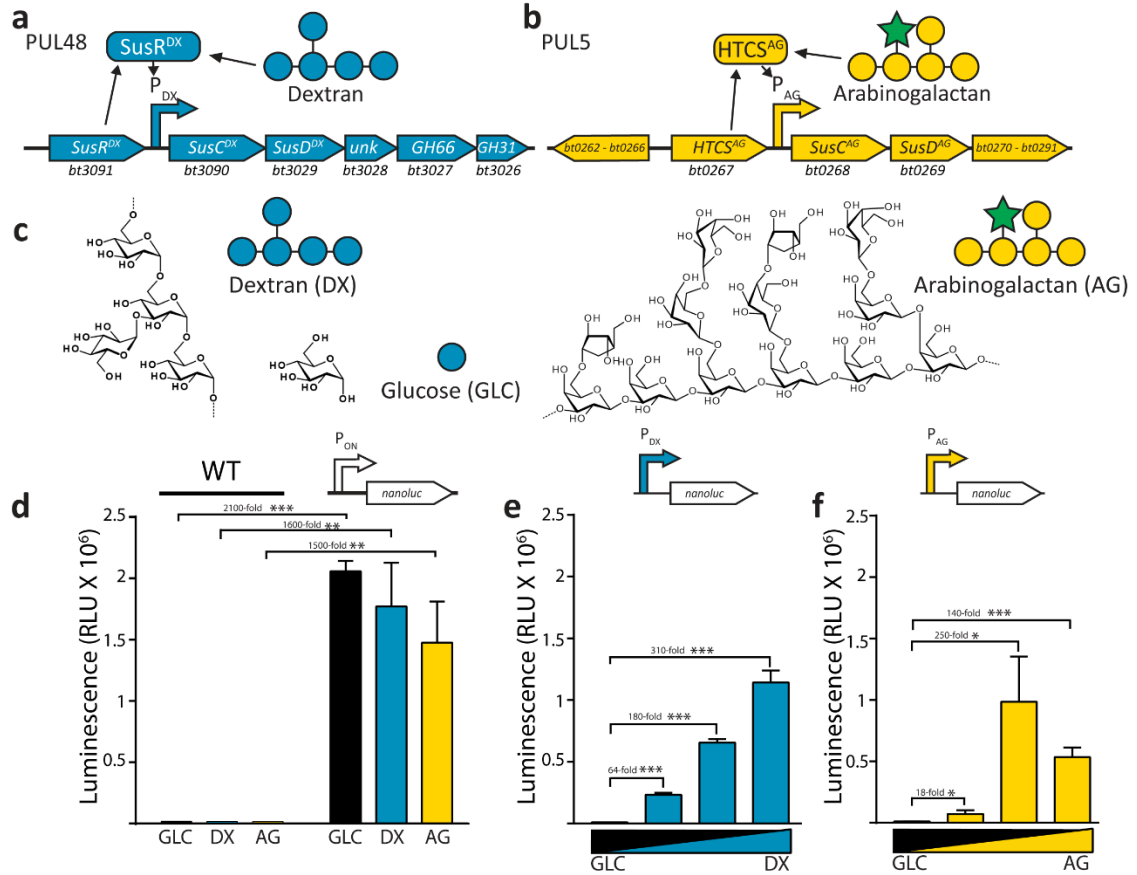 a
PUL48
SusR^DX
P_DX
Dextran
SusR^DX
SusC^DX
SusD^DX
unk
GH66
GH31
bt3091
bt3090
bt3029
bt3028
bt3027
bt3026
b
PUL5
HTCS^AG
P_AG
Arabinogalactan
bt0262 - bt0266
HTCS^AG
SusC^AG
SusD^AG
bt0270 - bt0291
bt0267
bt0268
bt0269
c
Dextran (DX)
Glucose (GLC)
Arabinogalactan (AG)
WT
P_ON
nanoluc
d
Luminescence (RLU X 10^6)
2.5
2
1.5
1
0.5
2100-fold ***
1600-fold **
1500-fold **
GLC DX AG
GLC DX AG
P_DX
nanoluc
e
Luminescence (RLU X 10^6)
2.5
2
1.5
1
0.5
310-fold ***
180-fold ***
64-fold ***
GLC DX
P_AG
nanoluc
f
Luminescence (RLU X 10^6)
2.5
2
1.5
1
0.5
140-fold ***
250-fold *
18-fold *
GLC AG